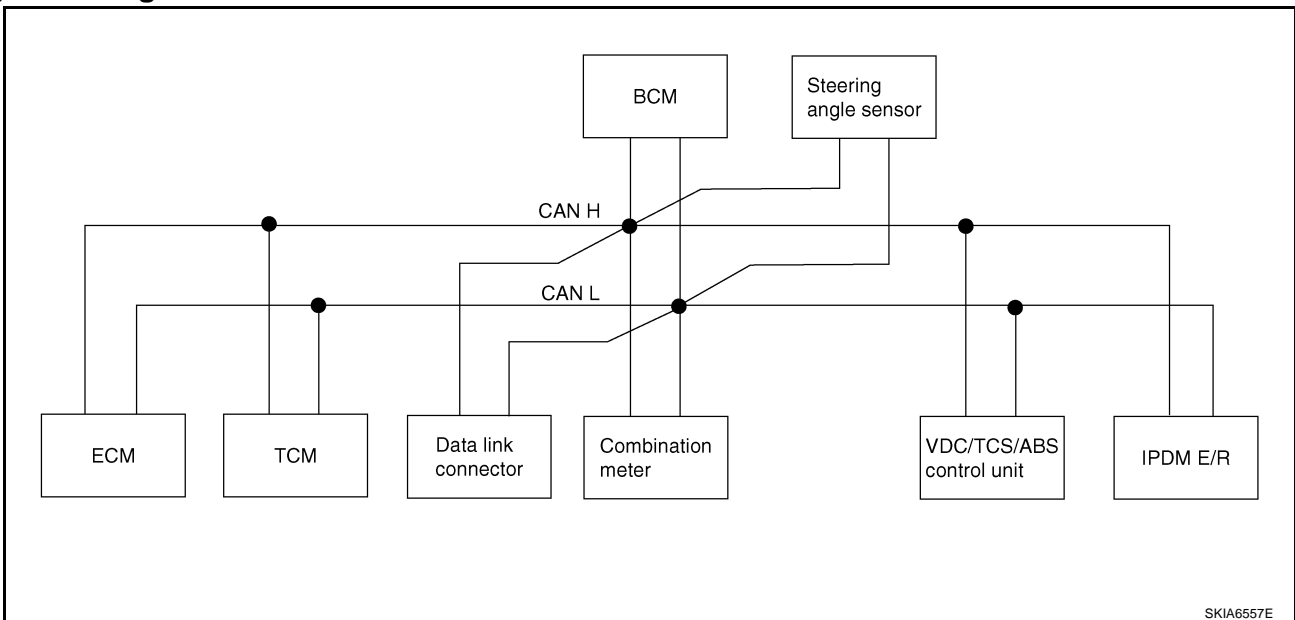 BCM
Steering
angle sensor
CAN H
CAN L
ECM
TCM
Data link
connector
Combination
meter
VDC/TCS/ABS
control unit
IPDM E/R
SKIA6557E